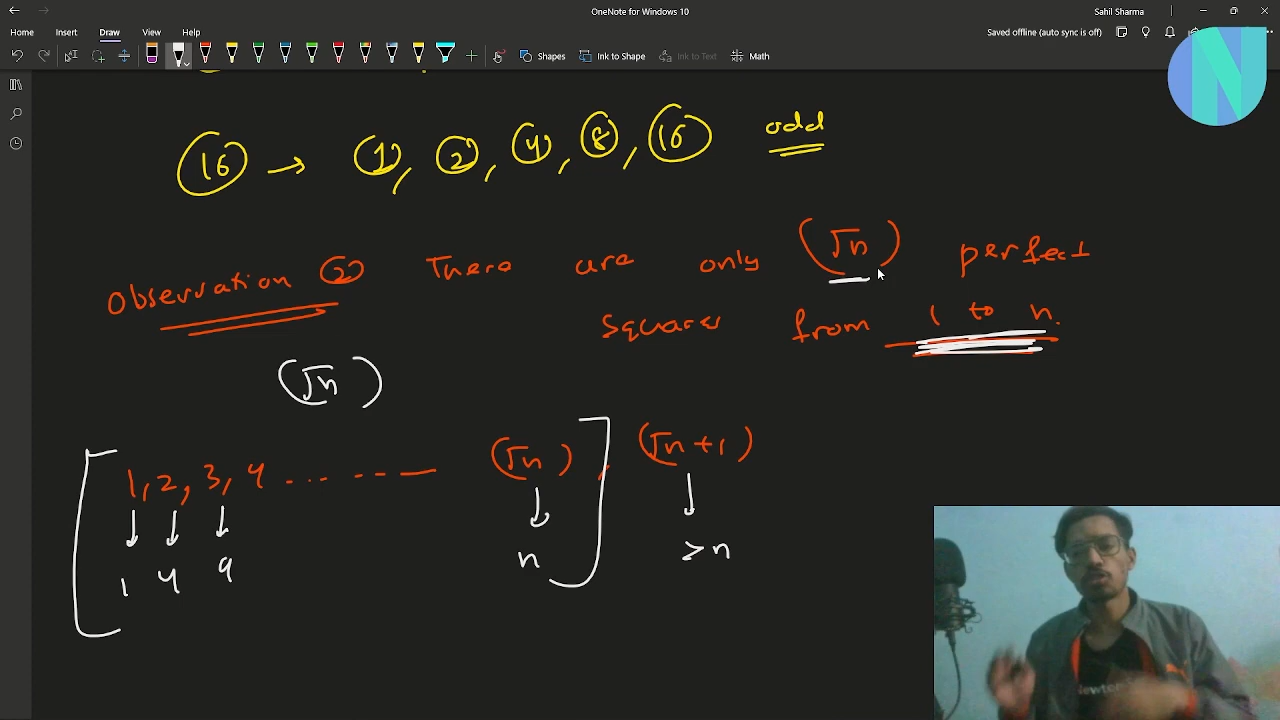 OneNote for Windows 10
Sahil Sharma
Home Insert Draw View Help
Saved offline (auto sync is off)
Shapes Ink to Shape Ink to Text Math
16 → 1, 2, 4, 8, 16 odd
Observation 2 There are only (√n) perfect
squares from 1 to n.
(√n)
1, 2, 3, 4 ... -- — (√n), (√n + 1)
1 4 9 n > n
newton
N